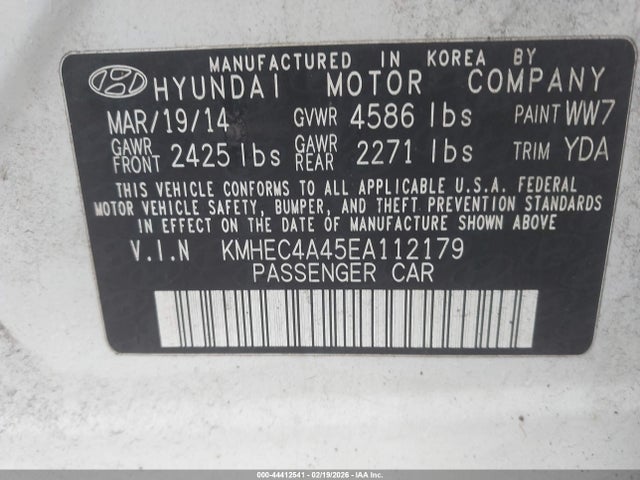 MANUFACTURED IN KOREA BY
HYUNDAI MOTOR COMPANY
MAR/19/14 GVWR 4586 lbs PAINT WW7
GAWR FRONT 2425 lbs GAWR REAR 2271 lbs TRIM YDA
THIS VEHICLE CONFORMS TO ALL APPLICABLE U.S.A. FEDERAL
MOTOR VEHICLE SAFETY, BUMPER, AND THEFT PREVENTION STANDARDS
IN EFFECT ON THE DATE OF MANUFACTURE SHOWN ABOVE
V.I.N KMHEC4A45EA112179
PASSENGER CAR
000-44412541 - 02/19/2026 - IAAI.COM